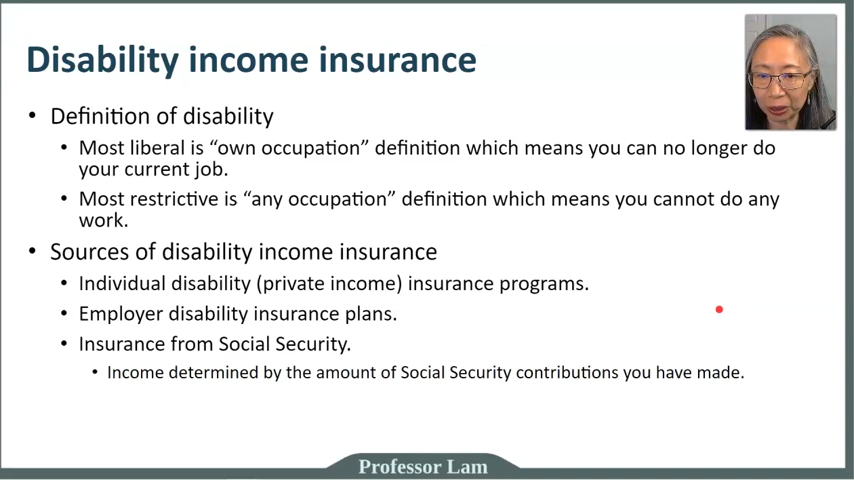 Disability income insurance
• Definition of disability
• Most liberal is “own occupation” definition which means you can no longer do
your current job.
• Most restrictive is “any occupation” definition which means you cannot do any
work.
• Sources of disability income insurance
• Individual disability (private income) insurance programs.
• Employer disability insurance plans.
• Insurance from Social Security.
• Income determined by the amount of Social Security contributions you have made.
Professor Lam